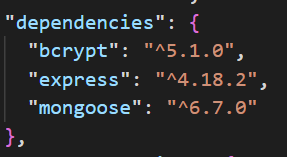 "dependencies": {
"bcrypt": "^5.1.0",
"express": "^4.18.2",
"mongoose": "^6.7.0"
},